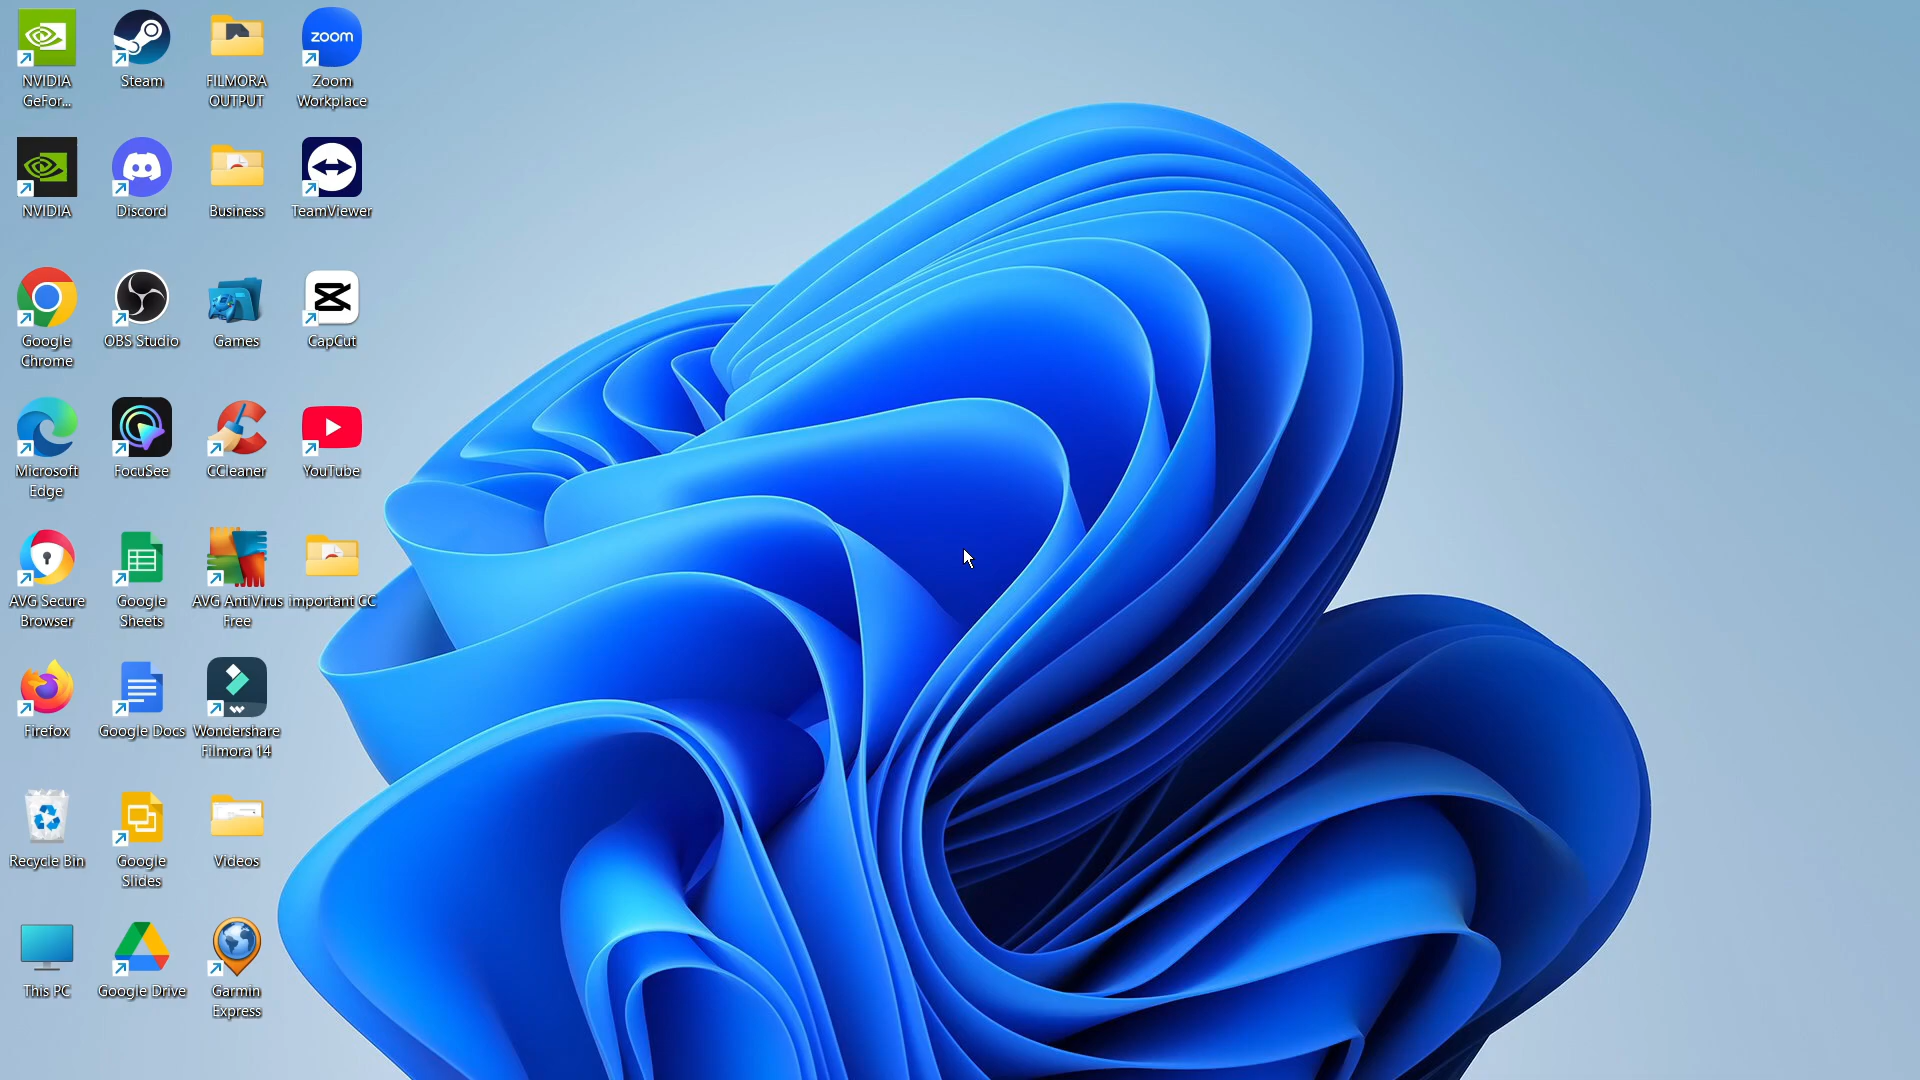 NVIDIA
GeFor...
Steam
FILMORA
OUTPUT
zoom
Zoom
Workplace
NVIDIA
Discord
Business
TeamViewer
Google
Chrome
OBS Studio
Games
CapCut
Microsoft
Edge
FocuSee
CCleaner
YouTube
AVG Secure
Browser
Google
Sheets
AVG AntiVirus
Free
important CC
Firefox
Google Docs
Wondershare
Filmora 14
Recycle Bin
Google
Slides
Videos
This PC
Google Drive
Garmin
Express